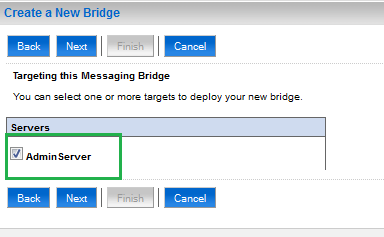 Create a New Bridge
Back Next Finish Cancel
Targeting this Messaging Bridge
You can select one or more targets to deploy your new bridge.
Servers
AdminServer
Back Next Finish Cancel